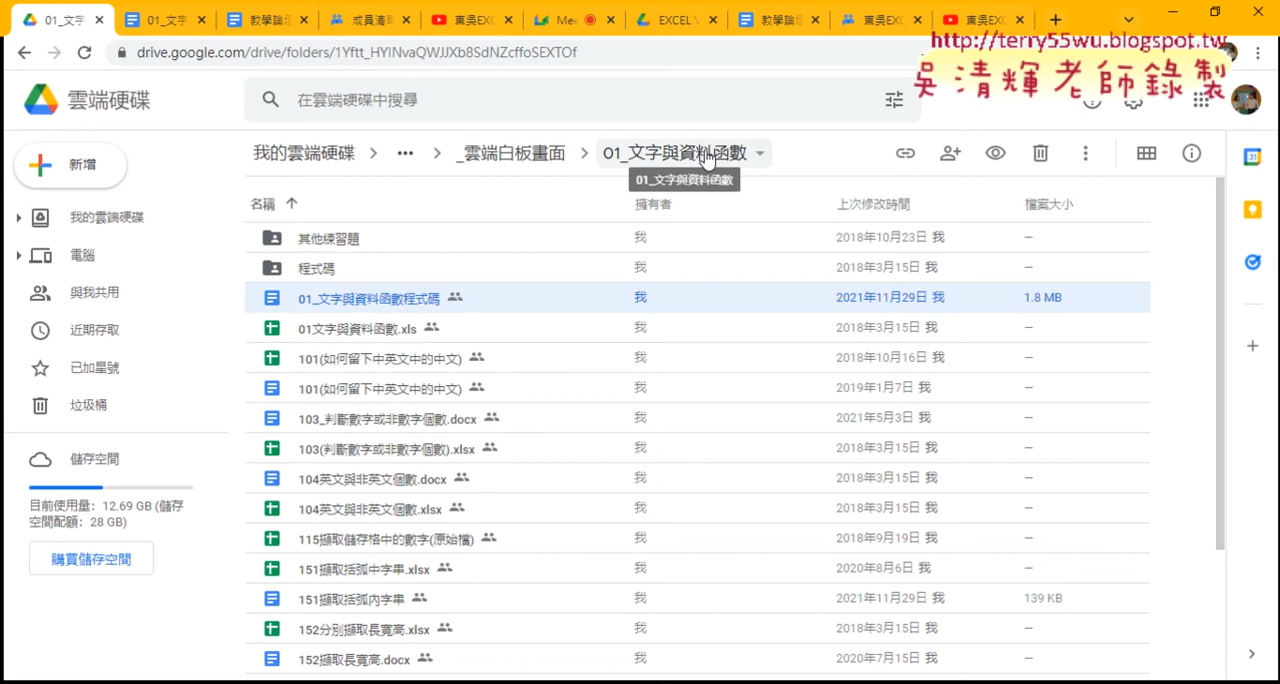 01_文字
01_文字
教學論
成員清單
東吳EXC
Mee
EXCEL V
教學論
東吳EXC
東吳EXC
drive.google.com/drive/folders/1Yftt_HYINvaQWJJXb8SdNZcffoSEXTOf
http://terry55wu.blogspot.tw
吳清輝老師錄製
雲端硬碟
在雲端硬碟中搜尋
新增
我的雲端硬碟 > ••• > _雲端白板畫面 > 01_文字與資料函數
01_文字與資料函數
名稱 擁有者 上次修改時間 檔案大小
我的雲端硬碟
電腦
與我共用
近期存取
已加星號
垃圾桶
儲存空間
目前使用量: 12.69 GB (儲存
空間配額: 28 GB)
購買儲存空間
其他練習題 我 2018年10月23日 我 –
程式碼 我 2018年3月15日 我 –
01_文字與資料函數程式碼 我 2021年11月29日 我 1.8 MB
01文字與資料函數.xls 我 2018年3月15日 我 –
101(如何留下中英文中的中文) 我 2018年10月16日 我 –
101(如何留下中英文中的中文) 我 2019年1月7日 我 –
103_判斷數字或非數字個數.docx 我 2021年5月3日 我 –
103(判斷數字或非數字個數).xlsx 我 2018年3月15日 我 –
104英文與非英文個數.docx 我 2018年3月15日 我 –
104英文與非英文個數.xlsx 我 2018年3月15日 我 –
115擷取儲存格中的數字(原始檔) 我 2018年9月19日 我 –
151擷取括弧中字串.xlsx 我 2020年8月6日 我 –
151擷取括弧內字串 我 2021年11月29日 我 139 KB
152分別擷取長寬高.xlsx 我 2018年3月15日 我 –
152擷取長寬高.docx 我 2020年7月15日 我 –